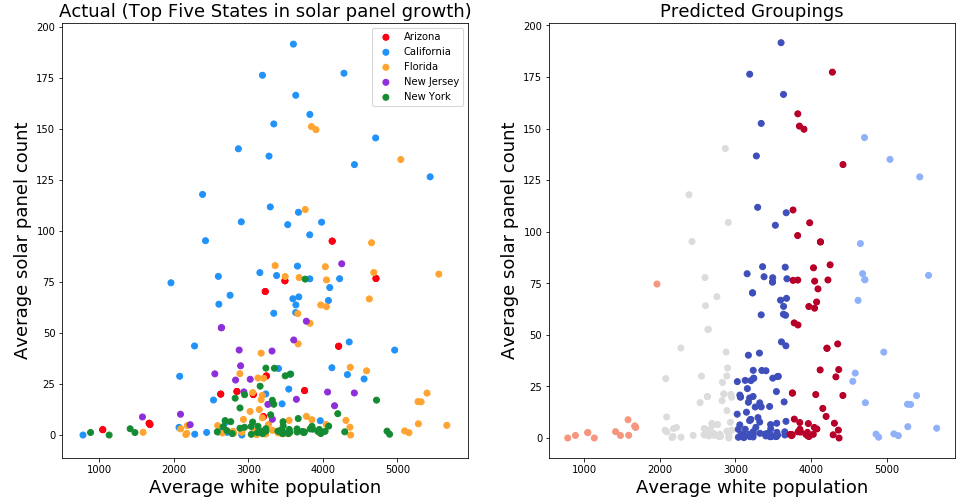 Actual (Top Five States in solar panel growth)
Arizona
California
Florida
New Jersey
New York
200
175
150
125
100
75
50
25
0
Average solar panel count
1000 2000 3000 4000 5000
Average white population
Predicted Groupings
200
175
150
125
100
75
50
25
0
Average solar panel count
1000 2000 3000 4000 5000
Average white population